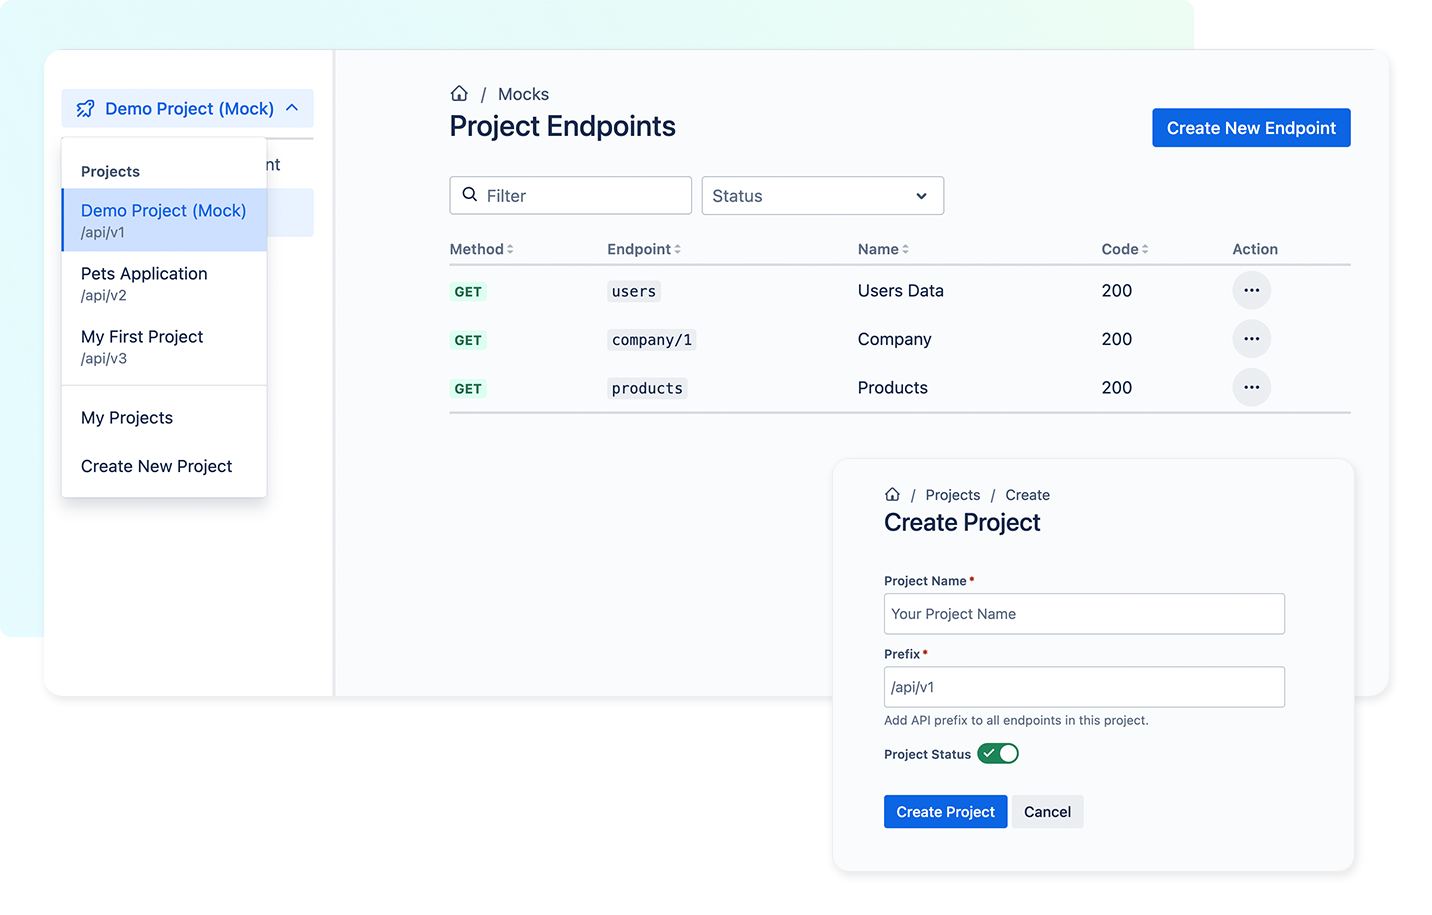 Demo Project (Mock)
nt
Projects
Demo Project (Mock)
/api/v1
Pets Application
/api/v2
My First Project
/api/v3
My Projects
Create New Project
/ Mocks
Project Endpoints
Create New Endpoint
Filter
Status
Method Endpoint Name Code Action
GET users Users Data 200
GET company/1 Company 200
GET products Products 200
/ Projects / Create
Create Project
Project Name*
Your Project Name
Prefix*
/api/v1
Add API prefix to all endpoints in this project.
Project Status
Create Project Cancel